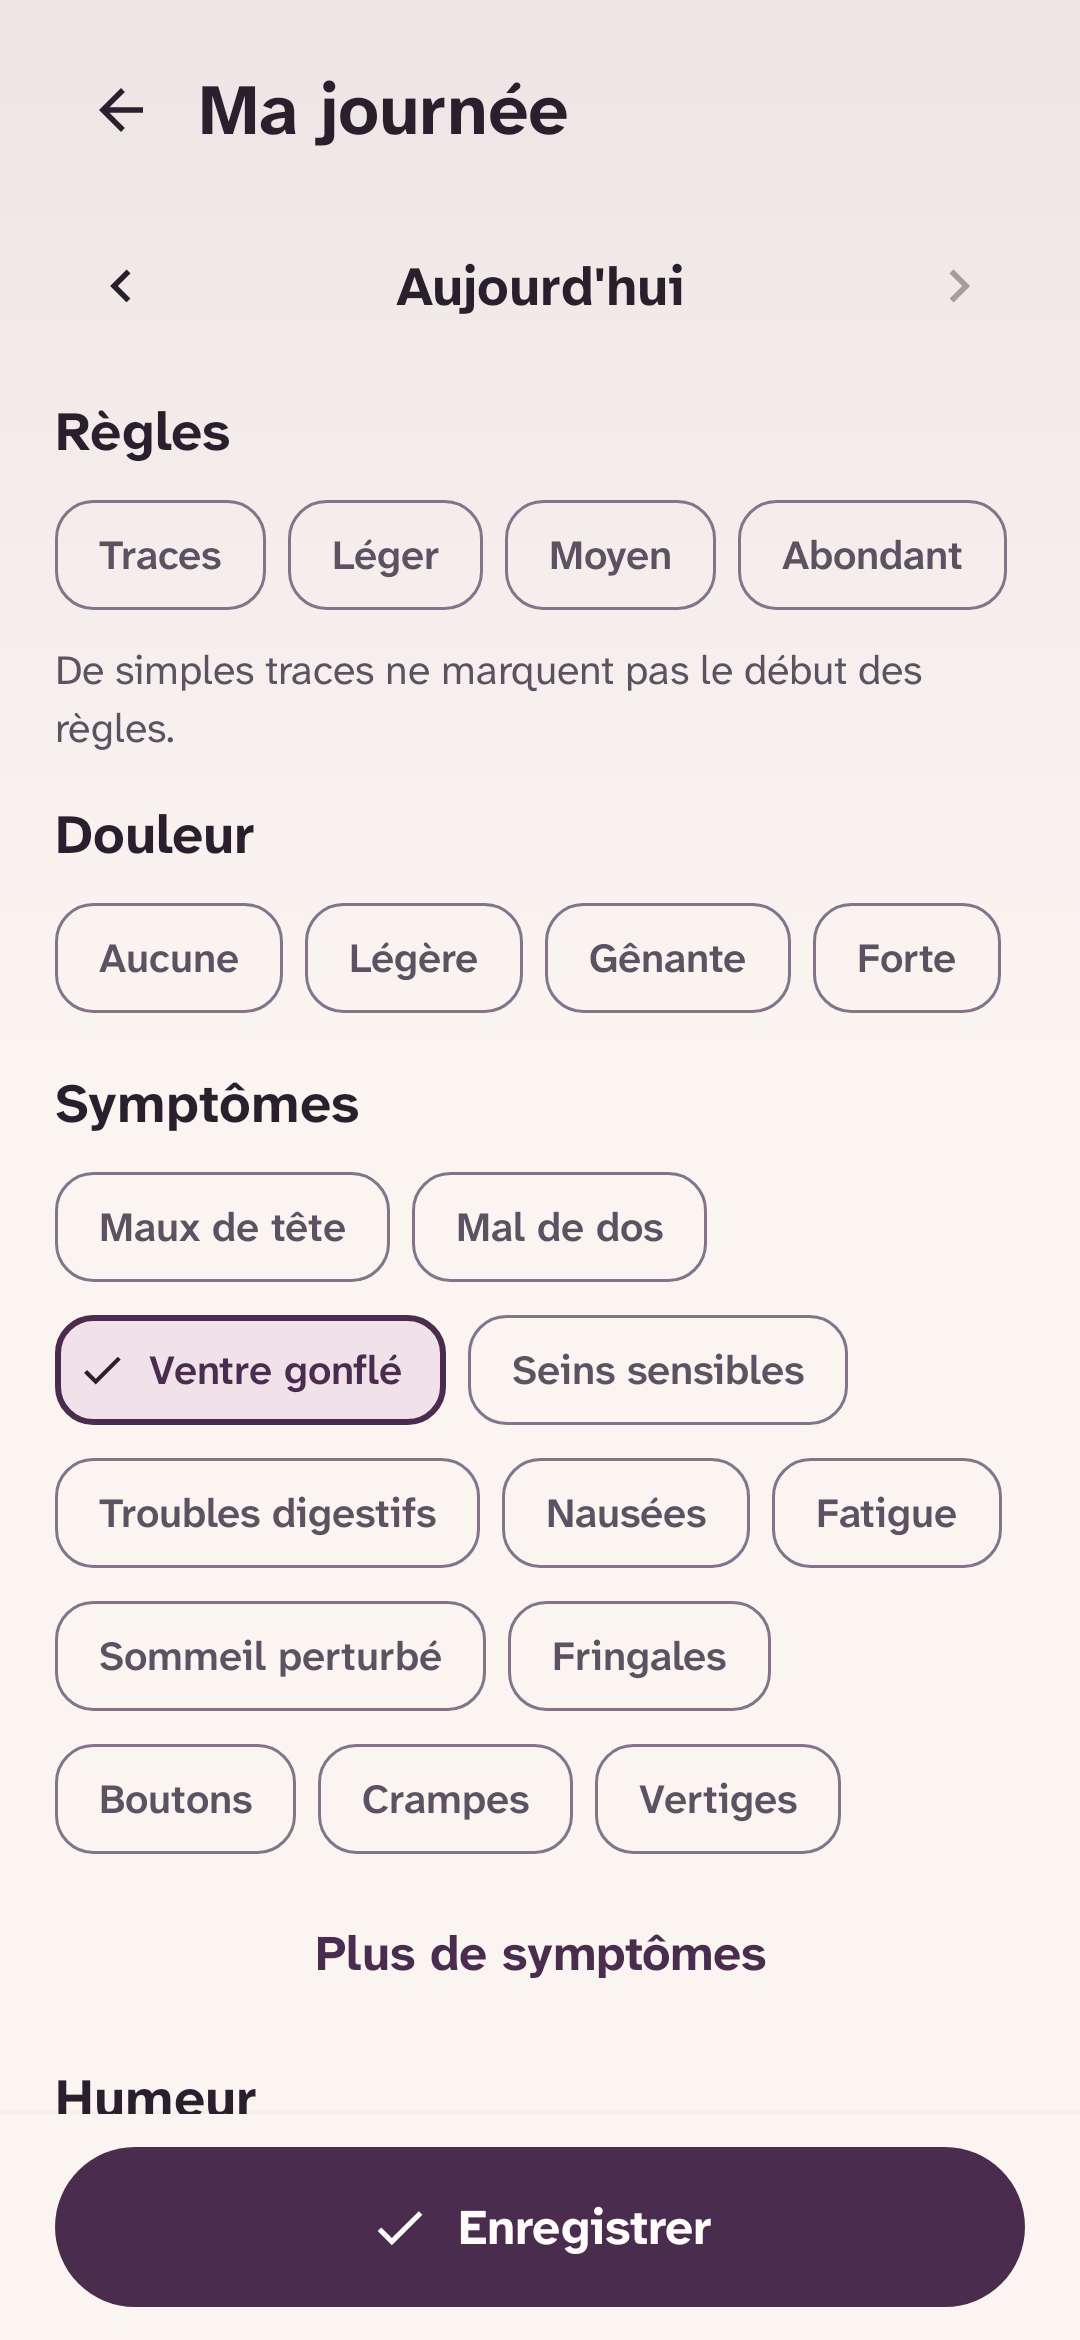 Ma journée
Aujourd'hui
Règles
Traces Léger Moyen Abondant
De simples traces ne marquent pas le début des
règles.
Douleur
Aucune Légère Gênante Forte
Symptômes
Maux de tête Mal de dos
Ventre gonflé Seins sensibles
Troubles digestifs Nausées Fatigue
Sommeil perturbé Fringales
Boutons Crampes Vertiges
Plus de symptômes
Humeur
Enregistrer